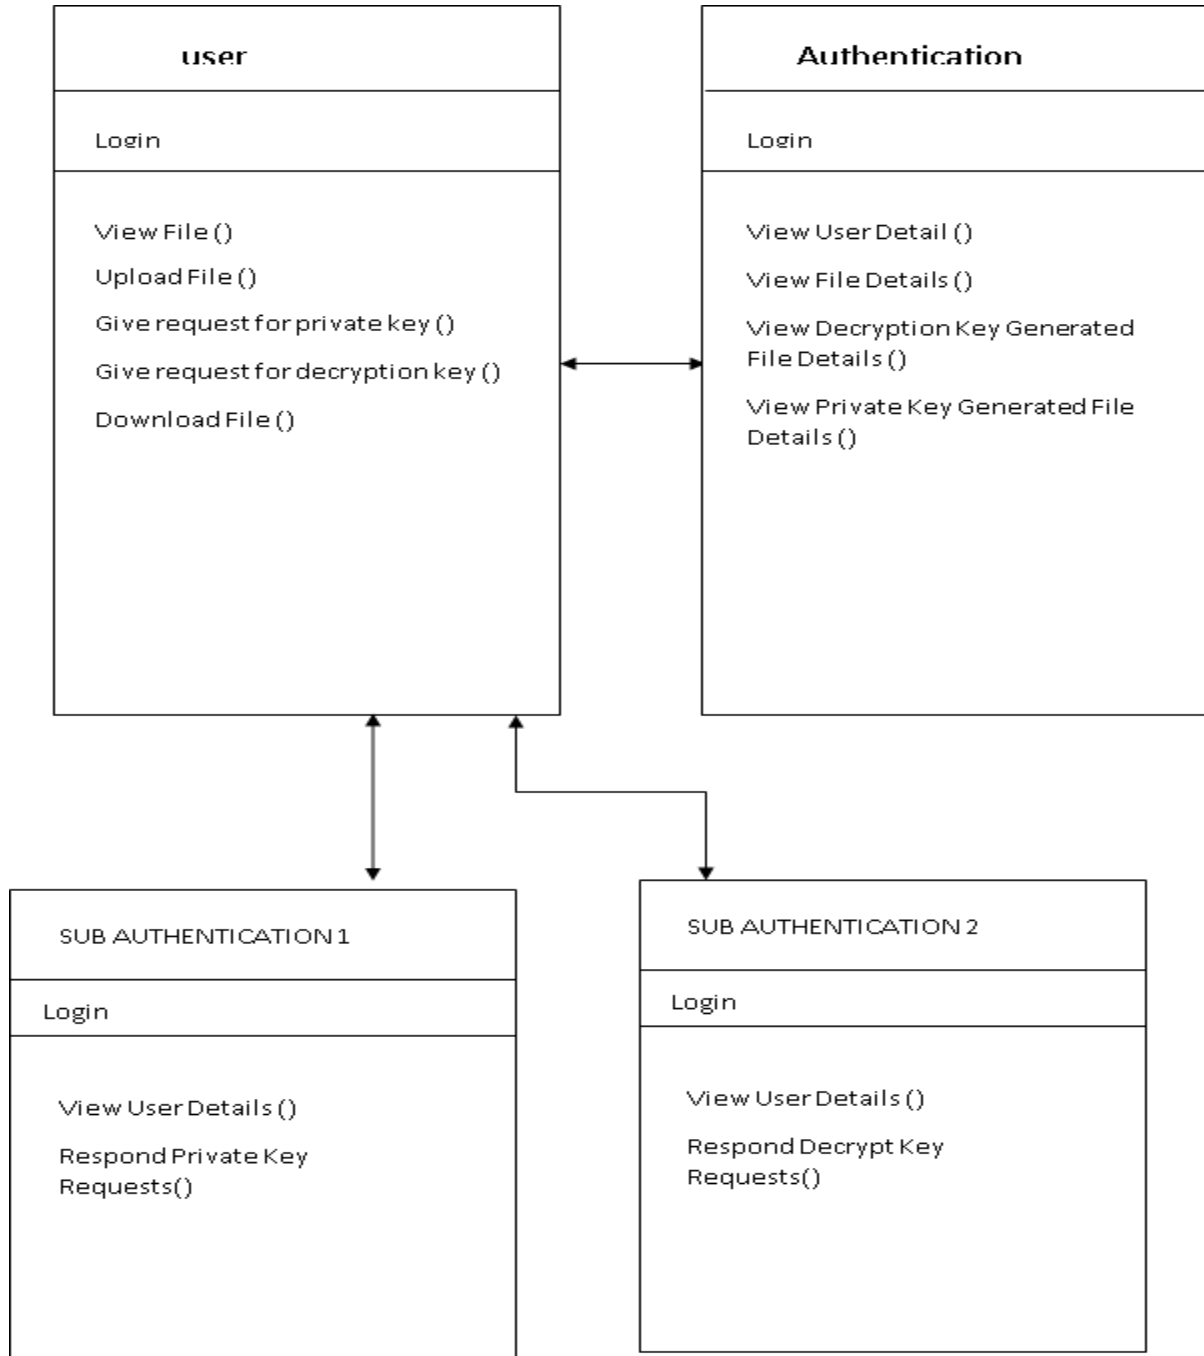 user
Login
View File ()
Upload File ()
Give request for private key ()
Give request for decryption key ()
Download File ()
Authentication
Login
View User Detail ()
View File Details ()
View Decryption Key Generated
File Details ()
View Private Key Generated File
Details ()
SUB AUTHENTICATION 1
Login
View User Details ()
Respond Private Key
Requests()
SUB AUTHENTICATION 2
Login
View User Details ()
Respond Decrypt Key
Requests()